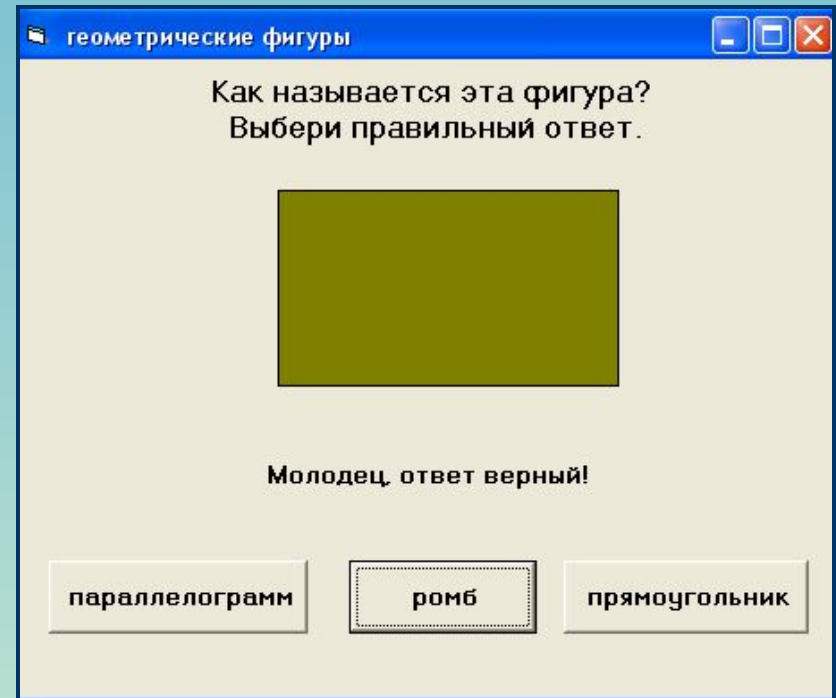 геометрические фигуры
Как называется эта фигура?
Выбери правильный ответ.
Молодец, ответ верный!
параллелограмм
ромб
прямоугольник